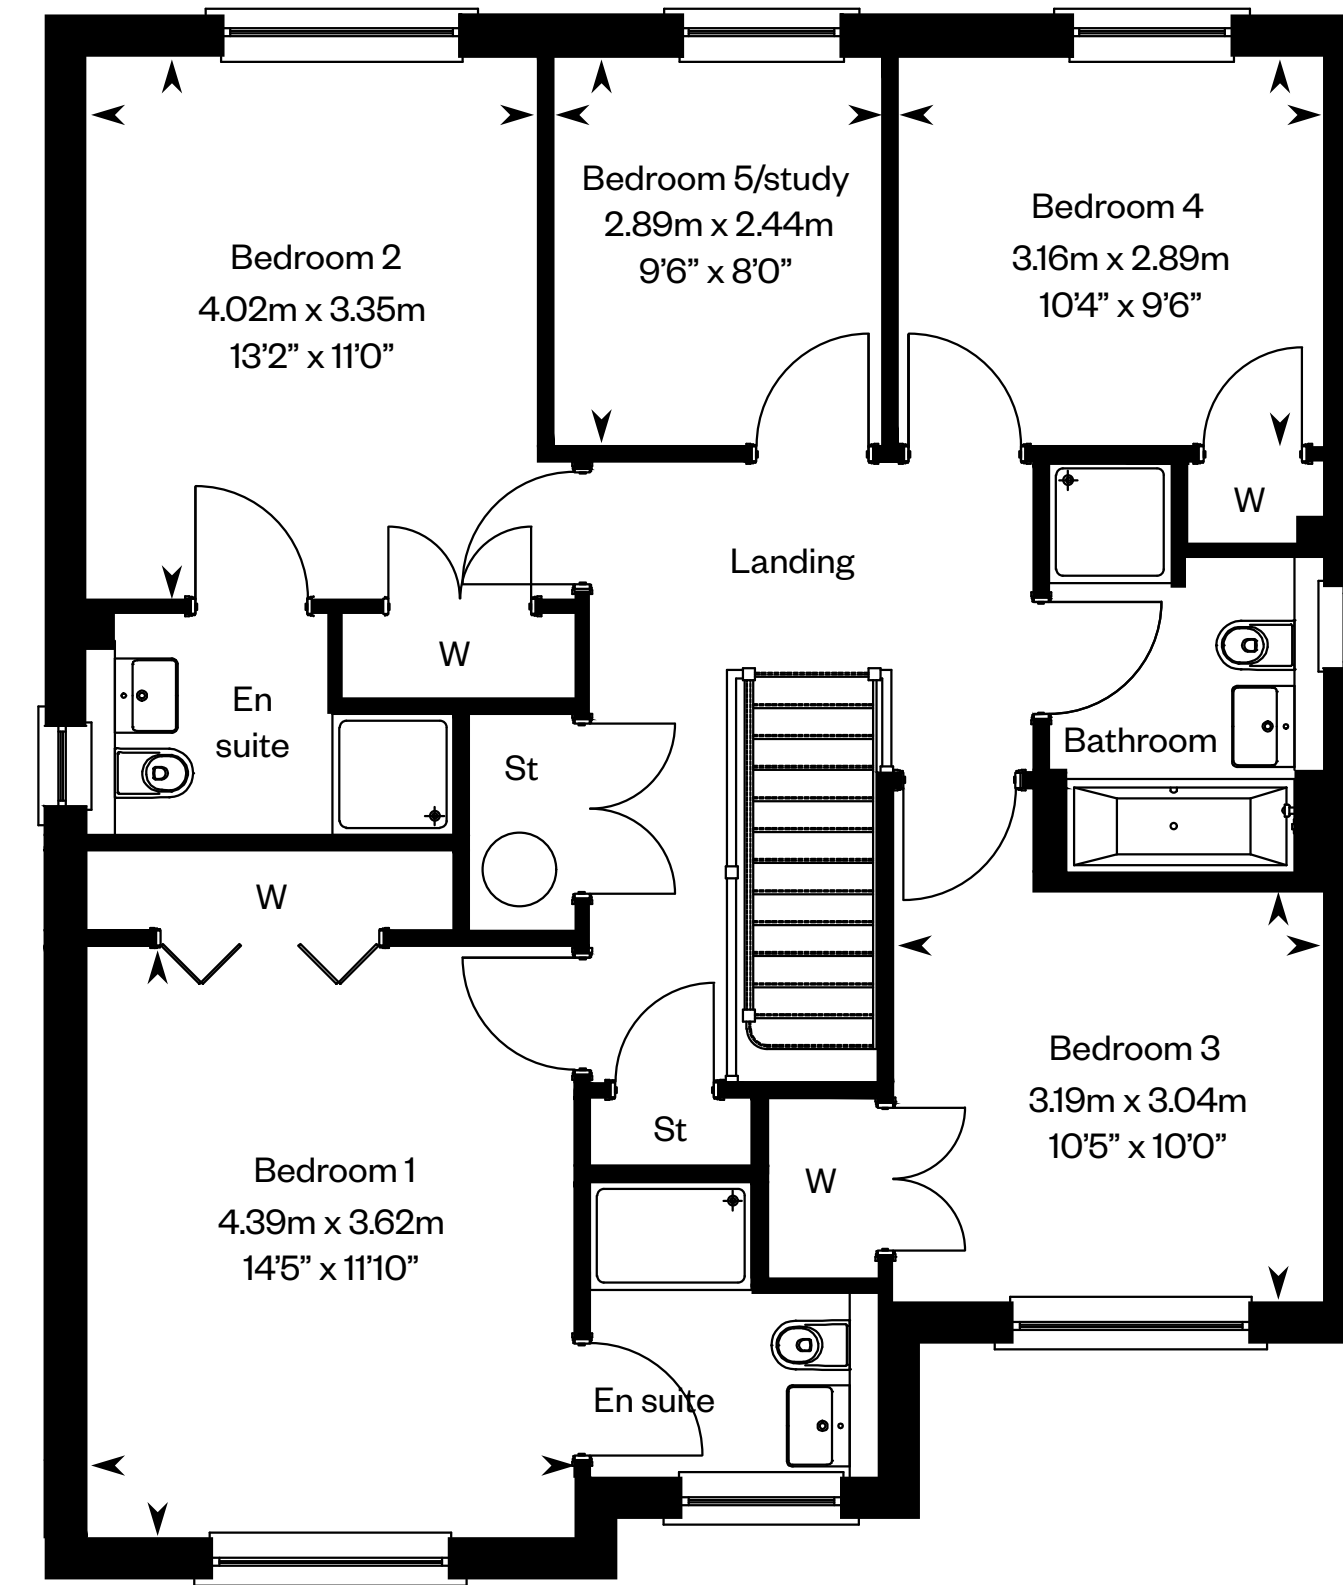 Bedroom 2
4.02m x 3.35m
13’2” x 11’0”
Bedroom 5/study
2.89m x 2.44m
9’6” x 8’0”
Bedroom 4
3.16m x 2.89m
10’4” x 9’6”
W
Landing
W
En
suite
St
Bathroom
W
Bedroom 3
3.19m x 3.04m
10’5” x 10’0”
Bedroom 1
4.39m x 3.62m
14’5” x 11’10”
St
W
En suite